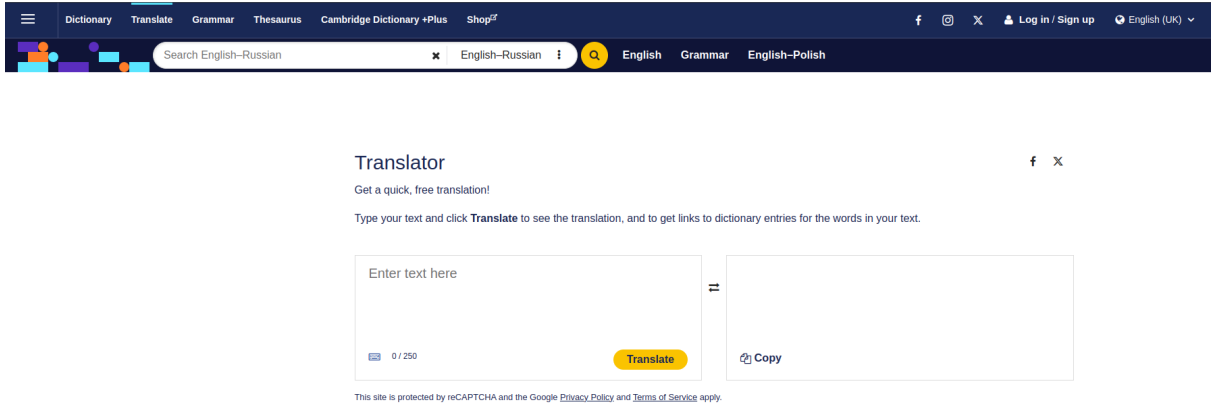 Dictionary Translate Grammar Thesaurus Cambridge Dictionary +Plus Shop Log in / Sign up English (UK)
Search English–Russian English–Russian English Grammar English–Polish
Translator
Get a quick, free translation!
Type your text and click Translate to see the translation, and to get links to dictionary entries for the words in your text.
Enter text here
0 / 250 Translate Copy
This site is protected by reCAPTCHA and the Google Privacy Policy and Terms of Service apply.